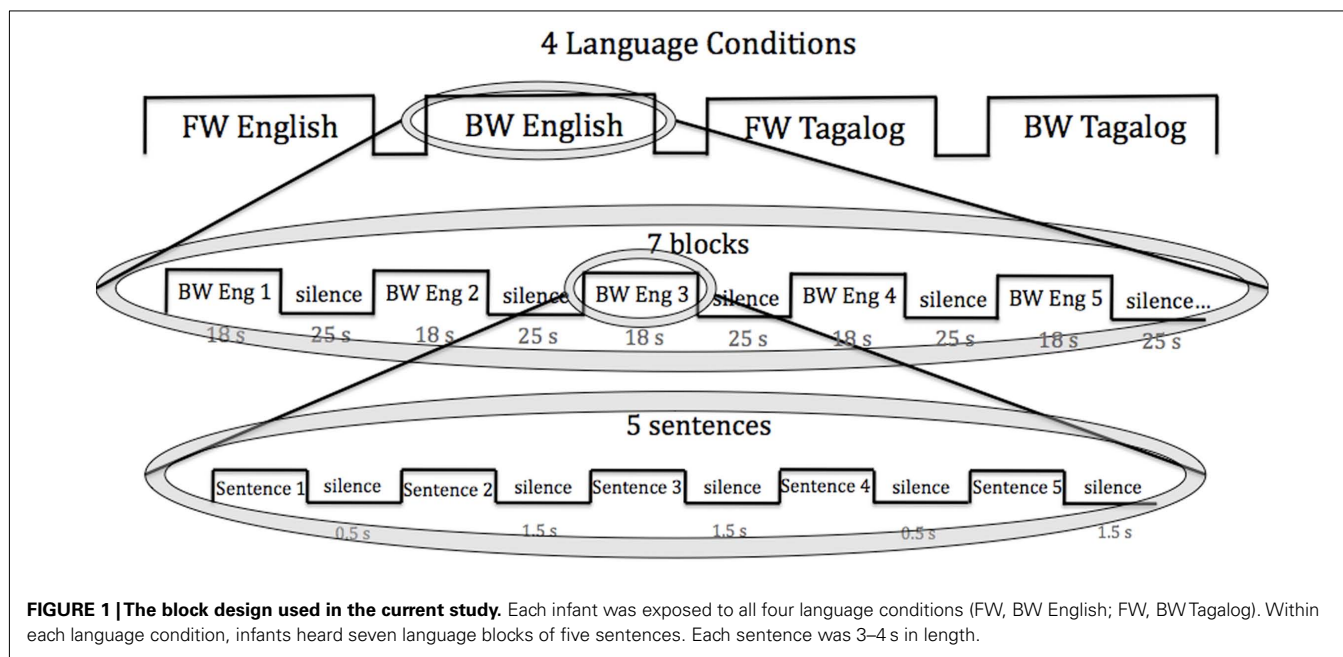 4 Language Conditions
FW English BW English FW Tagalog BW Tagalog
7 blocks
BW Eng 1 silence BW Eng 2 silence BW Eng 3 silence BW Eng 4 silence BW Eng 5 silence...
18 s 25 s 18 s 25 s 18 s 25 s 18 s 25 s 18 s 25 s
5 sentences
Sentence 1 silence Sentence 2 silence Sentence 3 silence Sentence 4 silence Sentence 5 silence
0.5 s 1.5 s 1.5 s 0.5 s 1.5 s
FIGURE 1 | The block design used in the current study. Each infant was exposed to all four language conditions (FW, BW English; FW, BW Tagalog). Within
each language condition, infants heard seven language blocks of five sentences. Each sentence was 3–4 s in length.